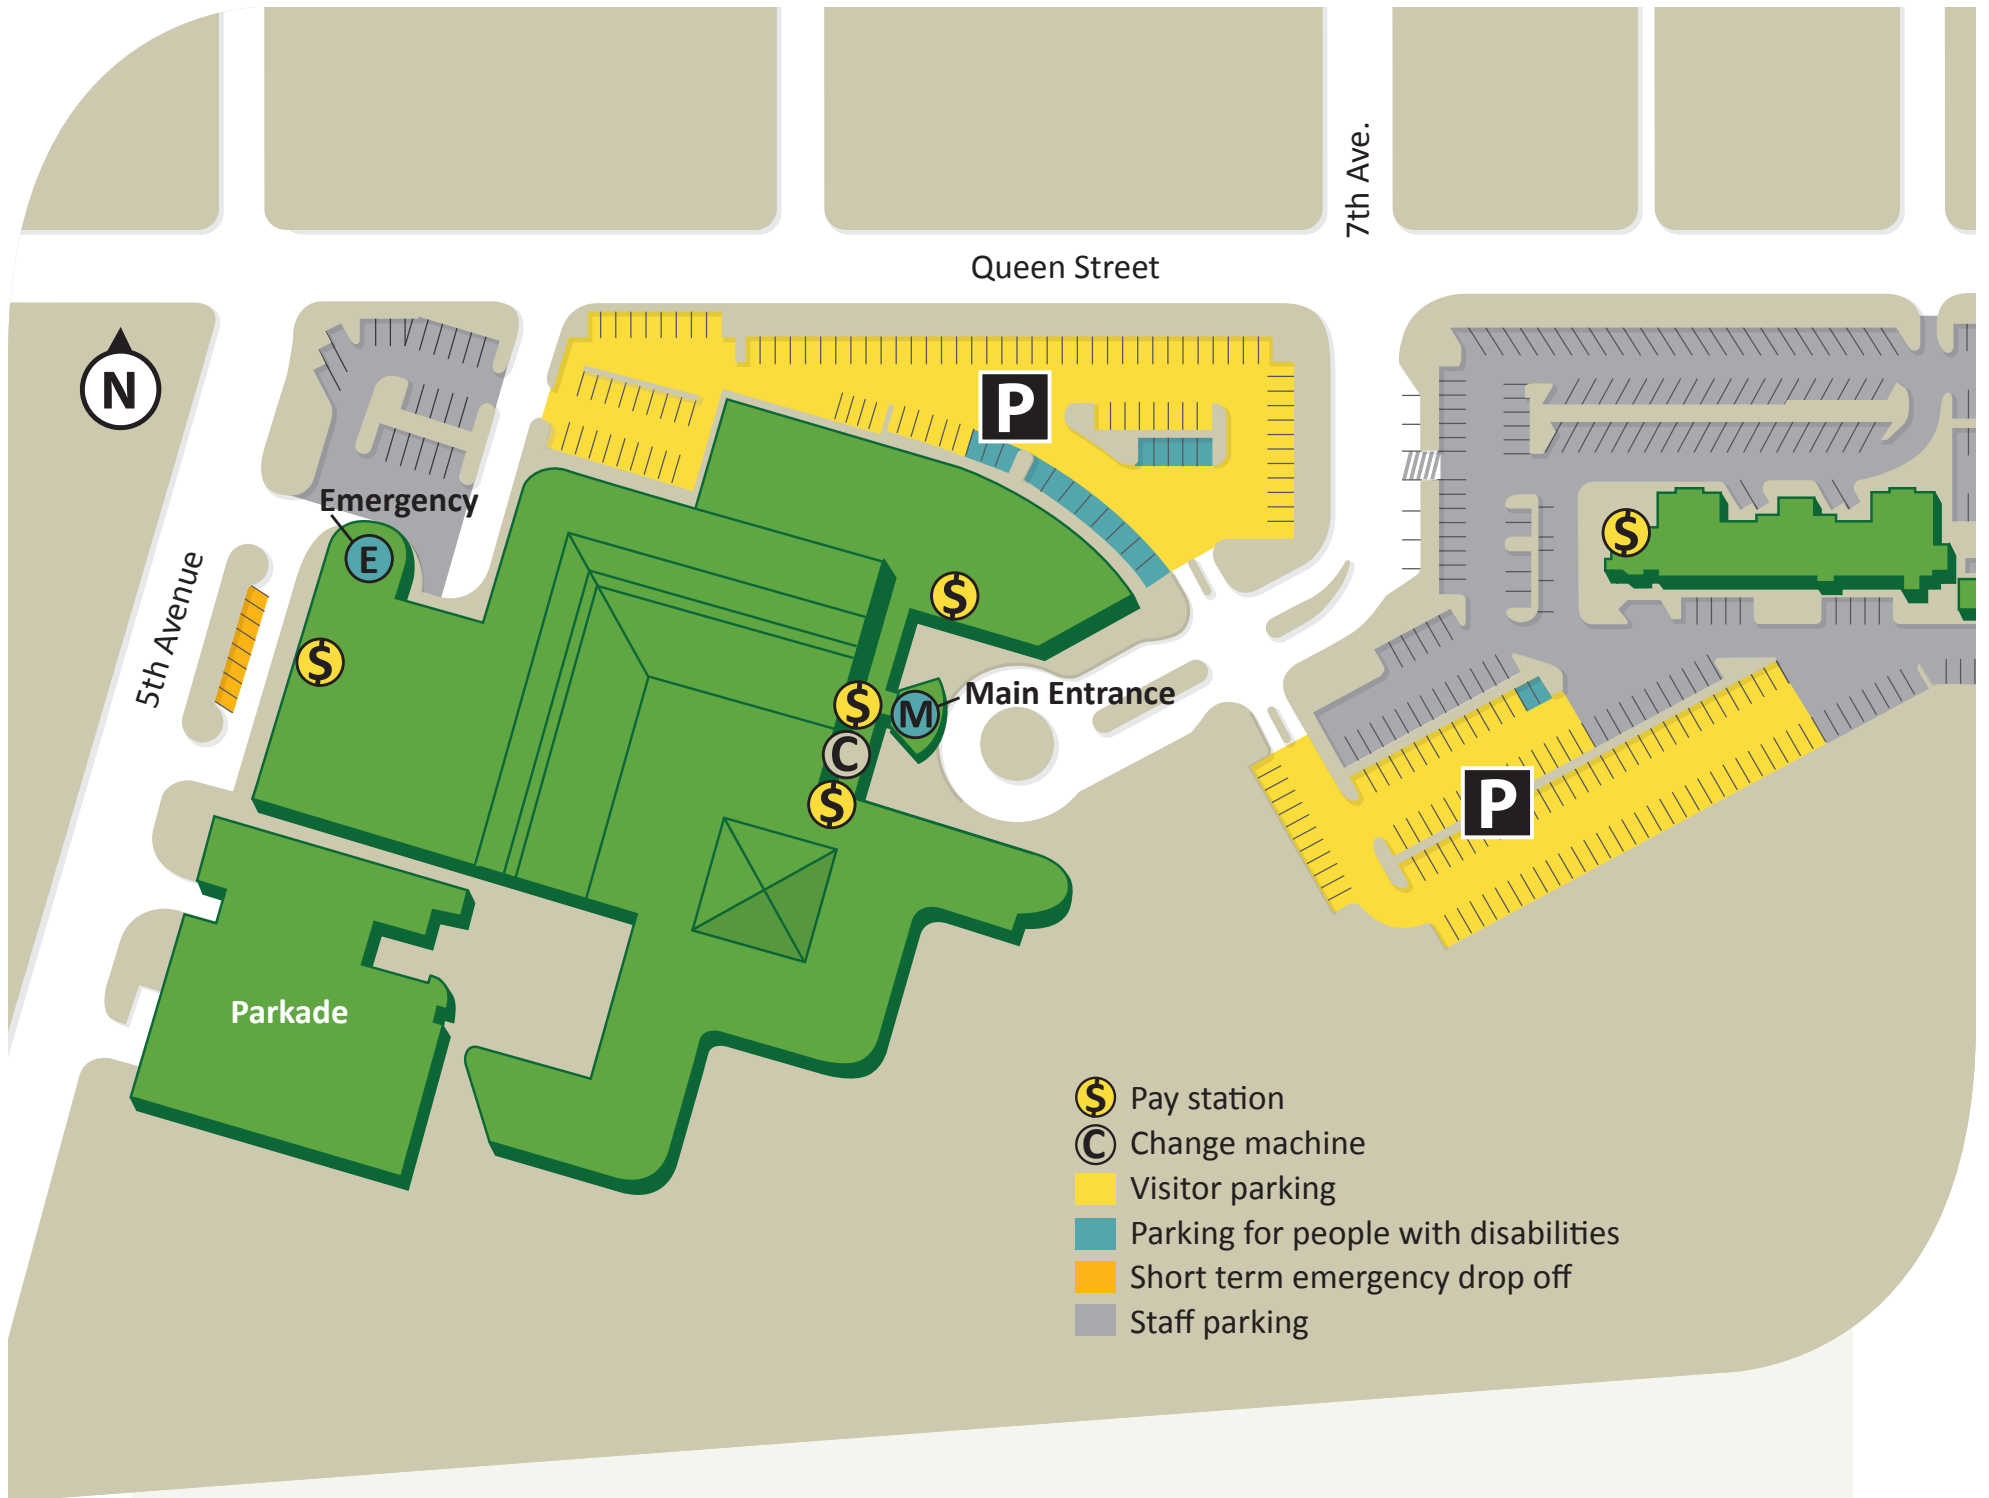 7th Ave.
Queen Street
N
P
Emergency
E
$
5th Avenue
$
$
$
M
Main Entrance
C
$
P
Parkade
$ Pay station
C Change machine
Visitor parking
Parking for people with disabilities
Short term emergency drop off
Staff parking